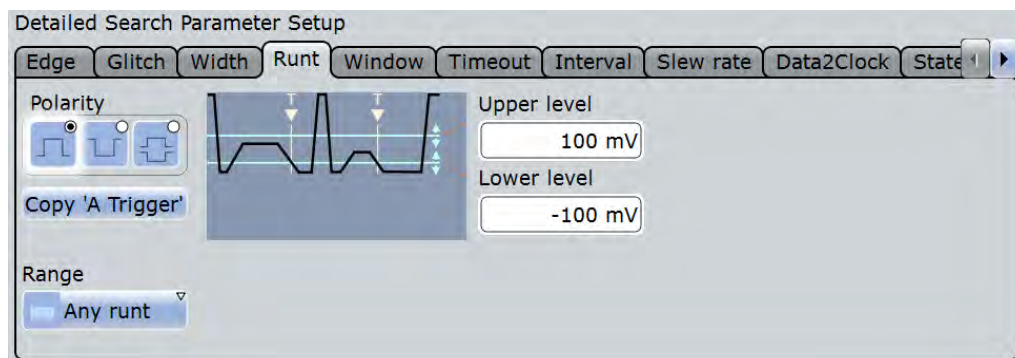 Detailed Search Parameter Setup
Edge Glitch Width Runt Window Timeout Interval Slew rate Data2Clock State
Polarity
T T
Upper level
100 mV
Lower level
Copy 'A Trigger'
-100 mV
Range
Any runt